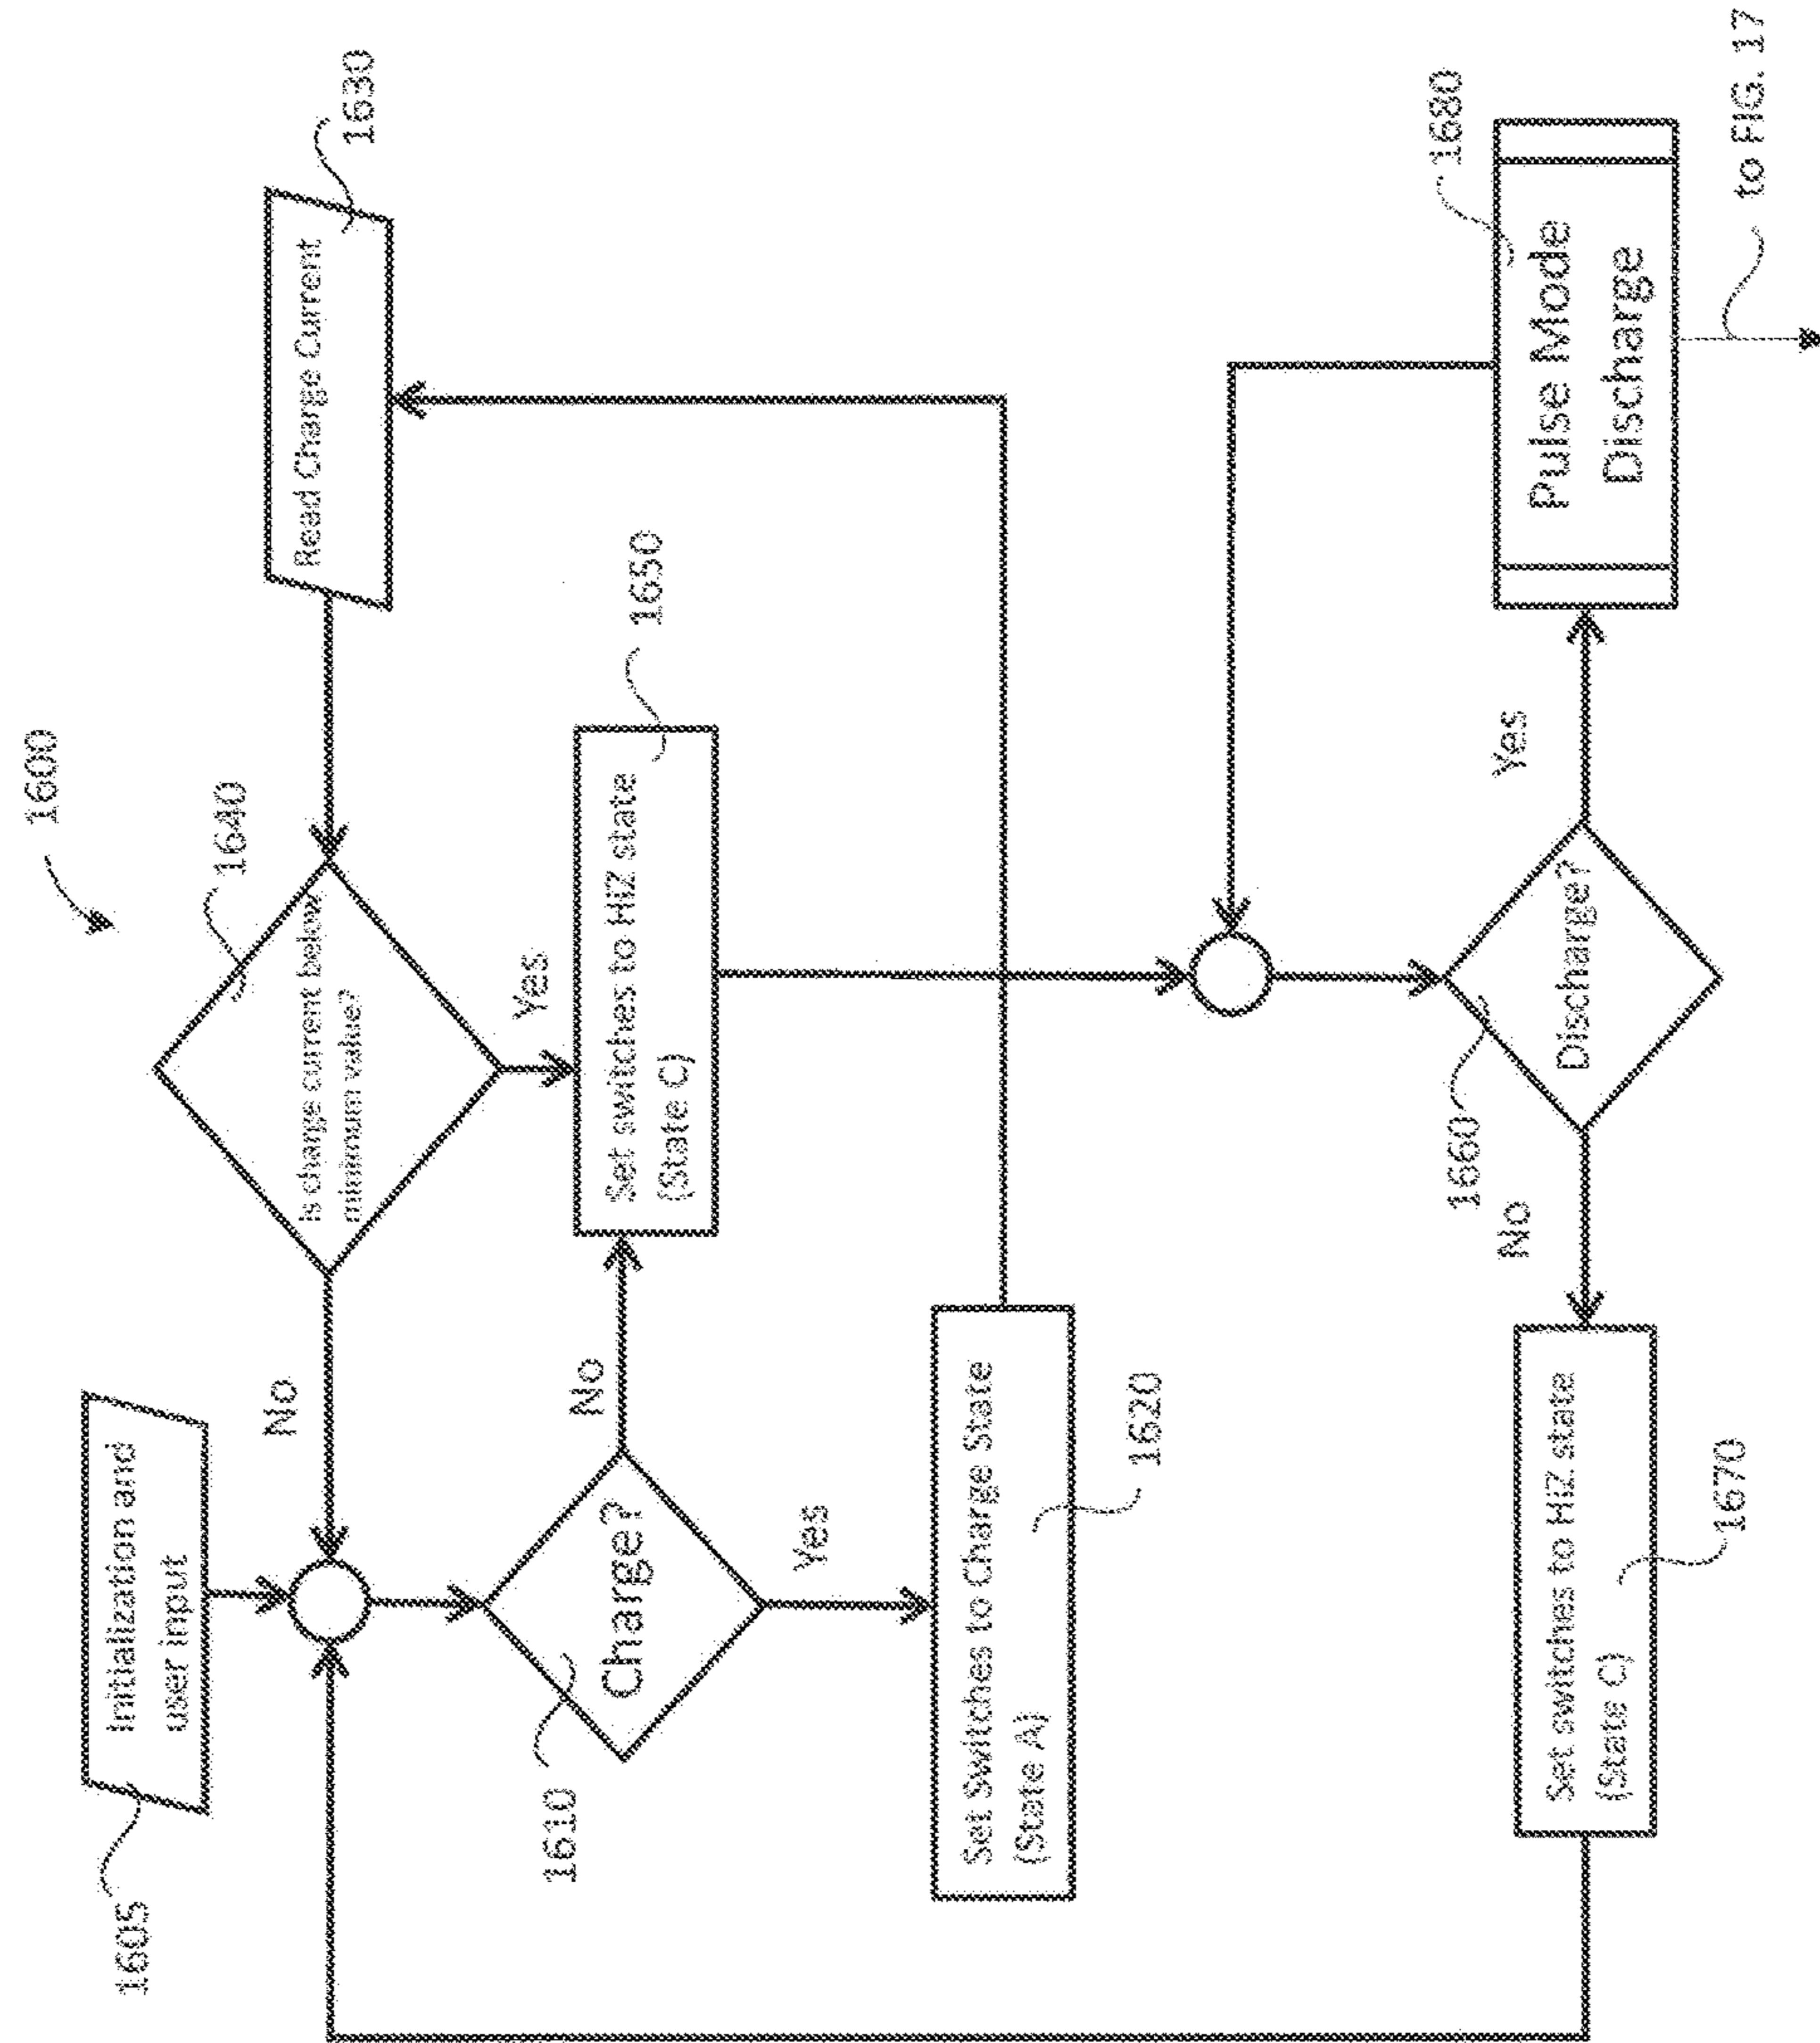 1600
1605
Initialization and
user input
No
1640
Is charge current below
minimum value?
Read Charge Current
1630
1610
Charge?
No
Yes
Yes
Set switches to HiZ state
(State C)
1650
Set Switches to Charge State
(State A)
1620
1660
Discharge?
No
Yes
Set switches to HiZ state
(State C)
1670
Pulse Mode
Discharge
1680
to FIG. 17